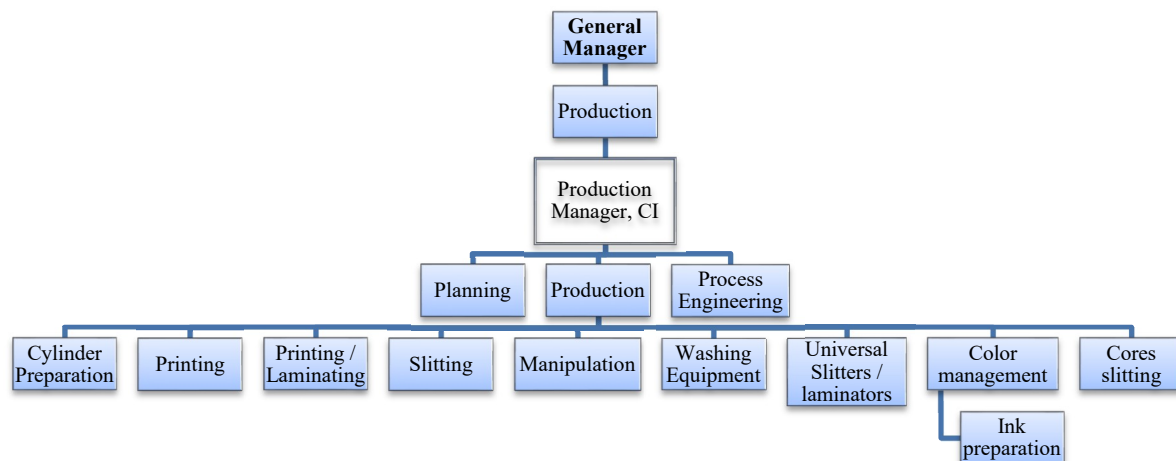 General
Manager
Production
Production
Manager, CI
Planning
Production
Process
Engineering
Cylinder
Preparation
Printing
Printing /
Laminating
Slitting
Manipulation
Washing
Equipment
Universal
Slitters /
laminators
Color
management
Cores
slitting
Ink
preparation